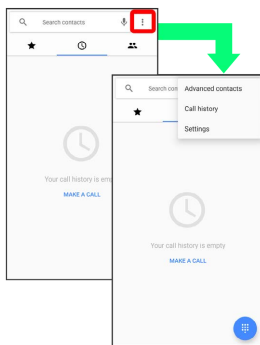 Search contacts
Your call history is emp
MAKE A CALL
Search con
Advanced contacts
Call history
Settings
Your call history is empty
MAKE A CALL